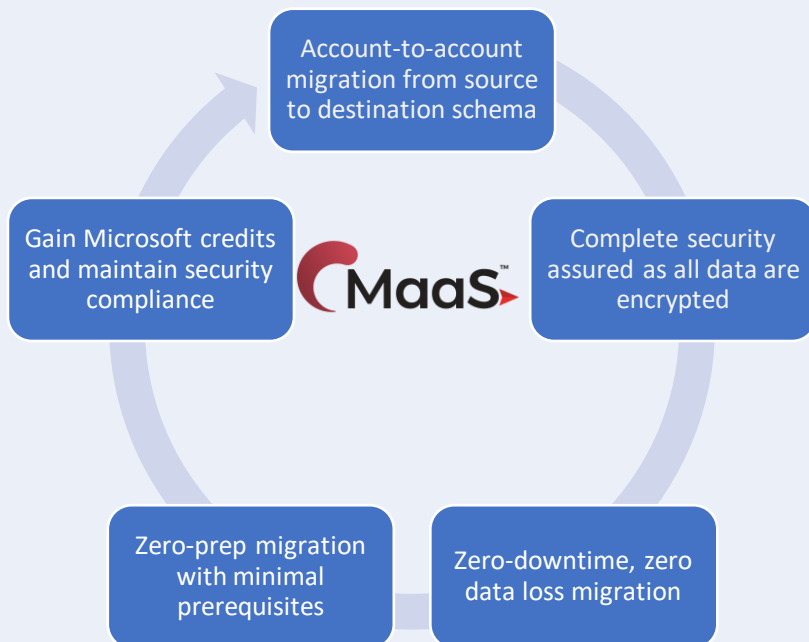 Account-to-account
migration from source
to destination schema
Gain Microsoft credits
and maintain security
compliance
MaaS™
Complete security
assured as all data are
encrypted
Zero-prep migration
with minimal
prerequisites
Zero-downtime, zero
data loss migration